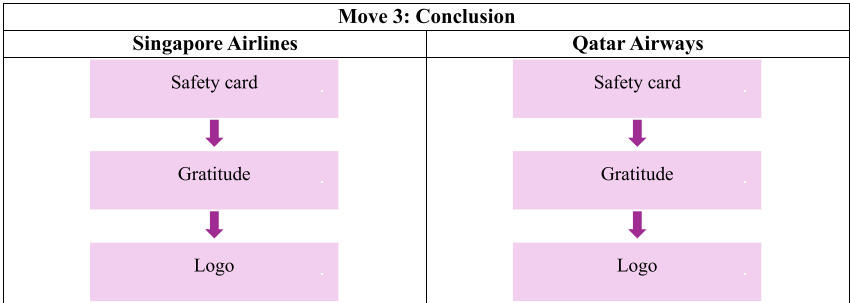 Move 3: Conclusion
Singapore Airlines
Qatar Airways
Safety card
Gratitude
Logo
Safety card
Gratitude
Logo